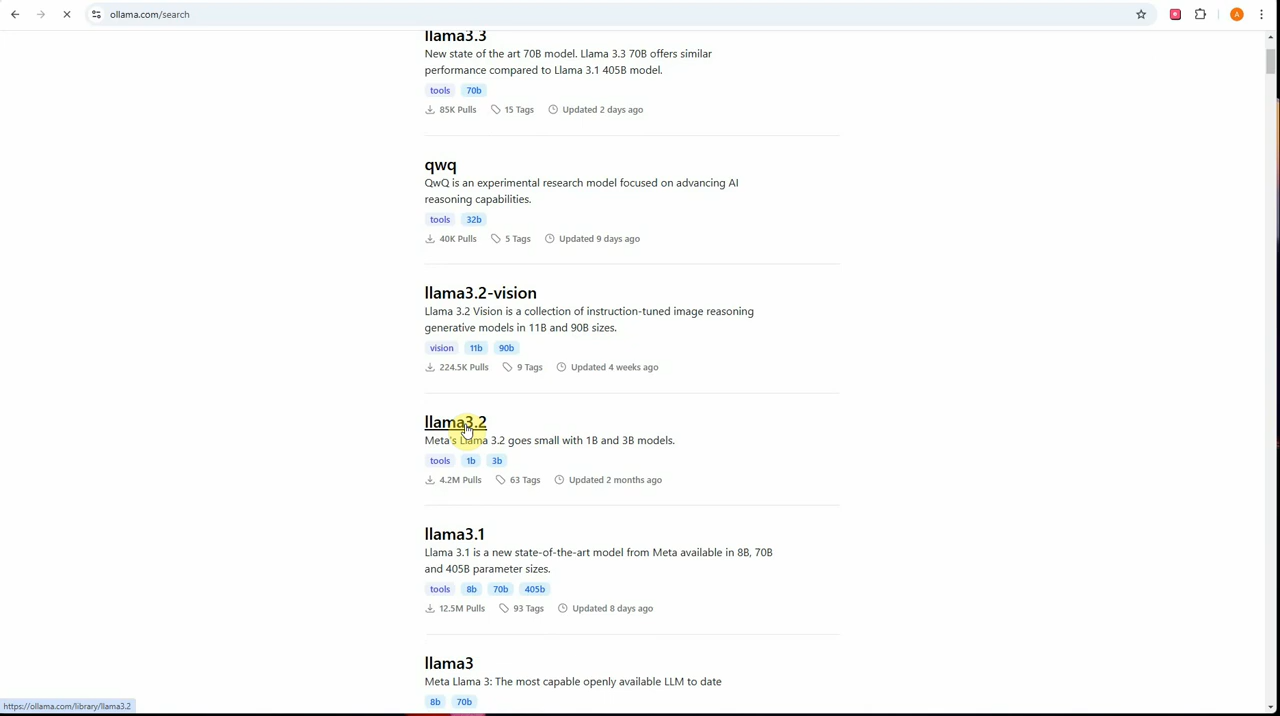 ollama.com/search
A
llama3.3
New state of the art 70B model. Llama 3.3 70B offers similar
performance compared to Llama 3.1 405B model.
tools 70b
85K Pulls 15 Tags Updated 2 days ago
qwq
QwQ is an experimental research model focused on advancing AI
reasoning capabilities.
tools 32b
40K Pulls 5 Tags Updated 9 days ago
llama3.2-vision
Llama 3.2 Vision is a collection of instruction-tuned image reasoning
generative models in 11B and 90B sizes.
vision 11b 90b
224.5K Pulls 9 Tags Updated 4 weeks ago
llama3.2
Meta's Llama 3.2 goes small with 1B and 3B models.
tools 1b 3b
4.2M Pulls 63 Tags Updated 2 months ago
llama3.1
Llama 3.1 is a new state-of-the-art model from Meta available in 8B, 70B
and 405B parameter sizes.
tools 8b 70b 405b
12.5M Pulls 93 Tags Updated 8 days ago
llama3
Meta Llama 3: The most capable openly available LLM to date
8b 70b
https://ollama.com/library/llama3.2